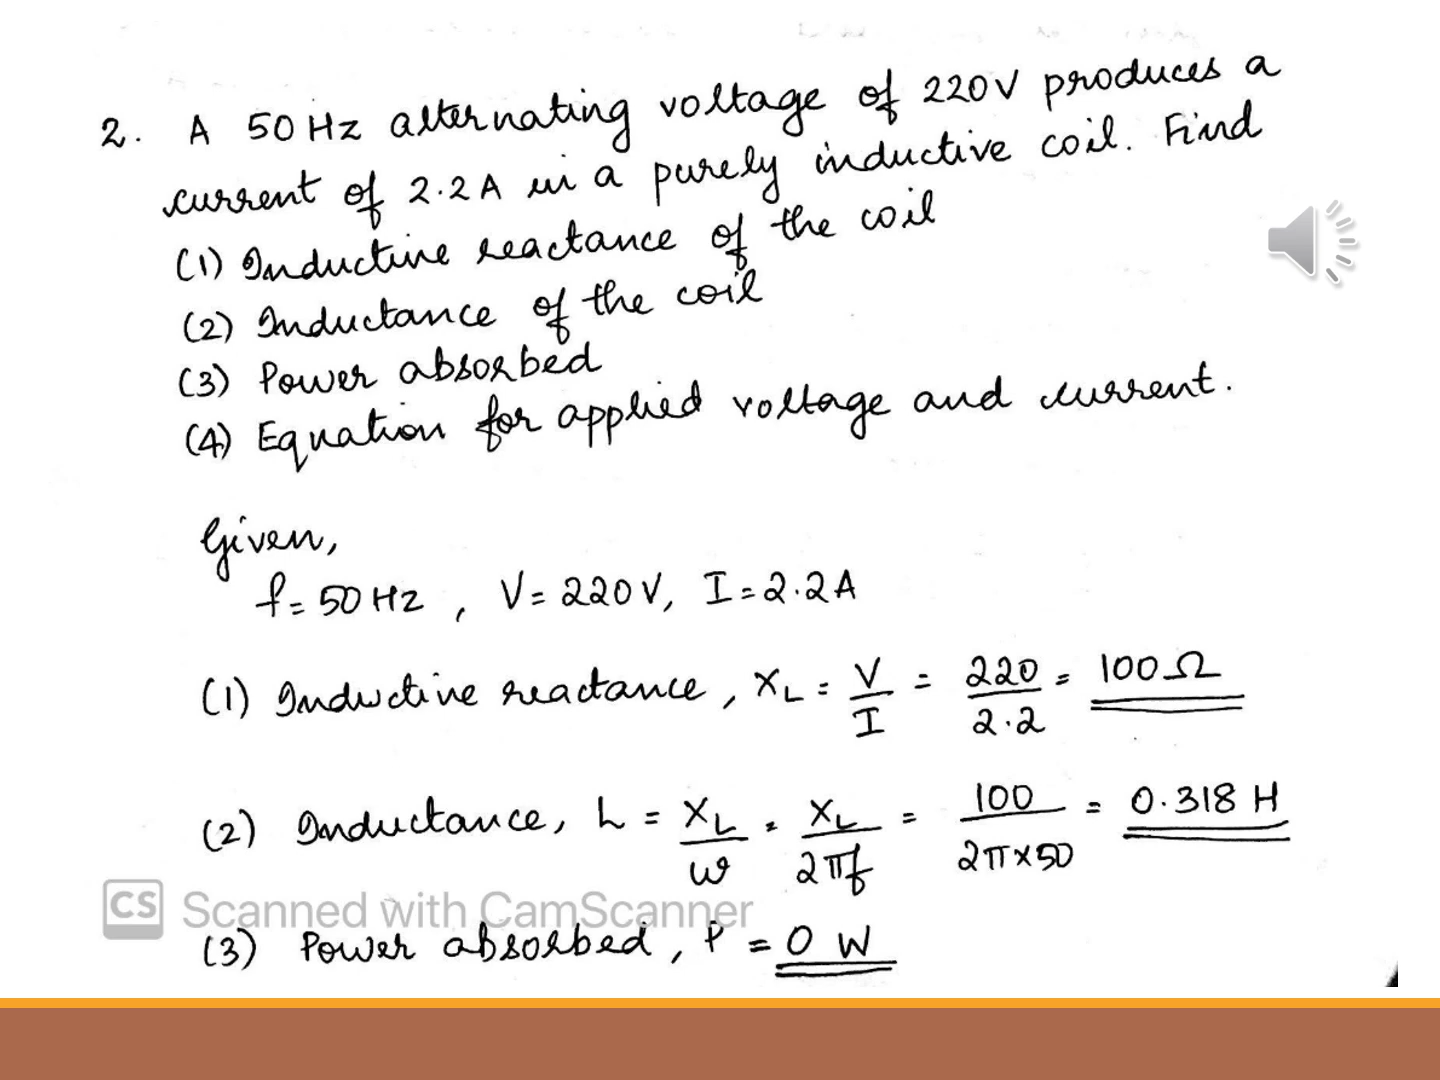 2. A 50 Hz alternating voltage of 220V produces a
current of 2.2 A in a purely inductive coil. Find
(1) Inductive reactance of the coil
(2) Inductance of the coil
(3) Power absorbed
(4) Equation for applied voltage and current.
Given,
f = 50 Hz , V = 220 V, I = 2.2 A
(1) Inductive reactance, XL = V/I = 220/2.2 = 100 Ω
(2) Inductance, L = XL/ω = XL/2πf = 100/2π×50 = 0.318 H
CS Scanned with CamScanner
(3) Power absorbed, P = 0 W